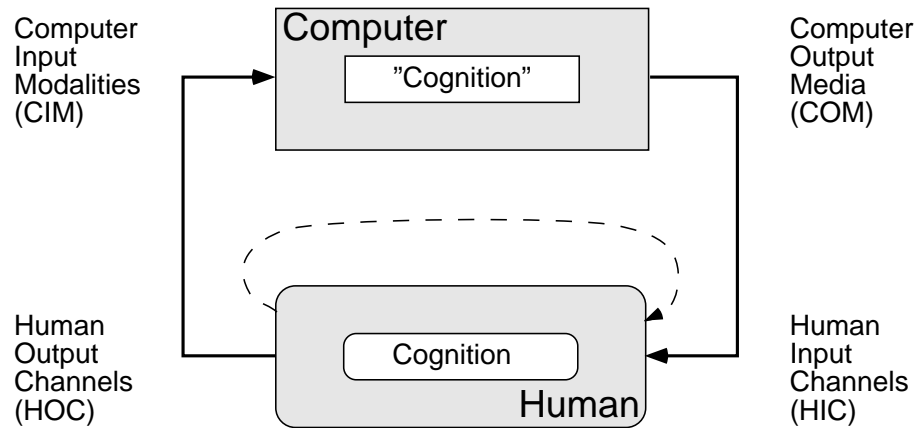 Computer
Input
Modalities
(CIM)
Computer
”Cognition”
Computer
Output
Media
(COM)
Human
Output
Channels
(HOC)
Cognition
Human
Human
Input
Channels
(HIC)